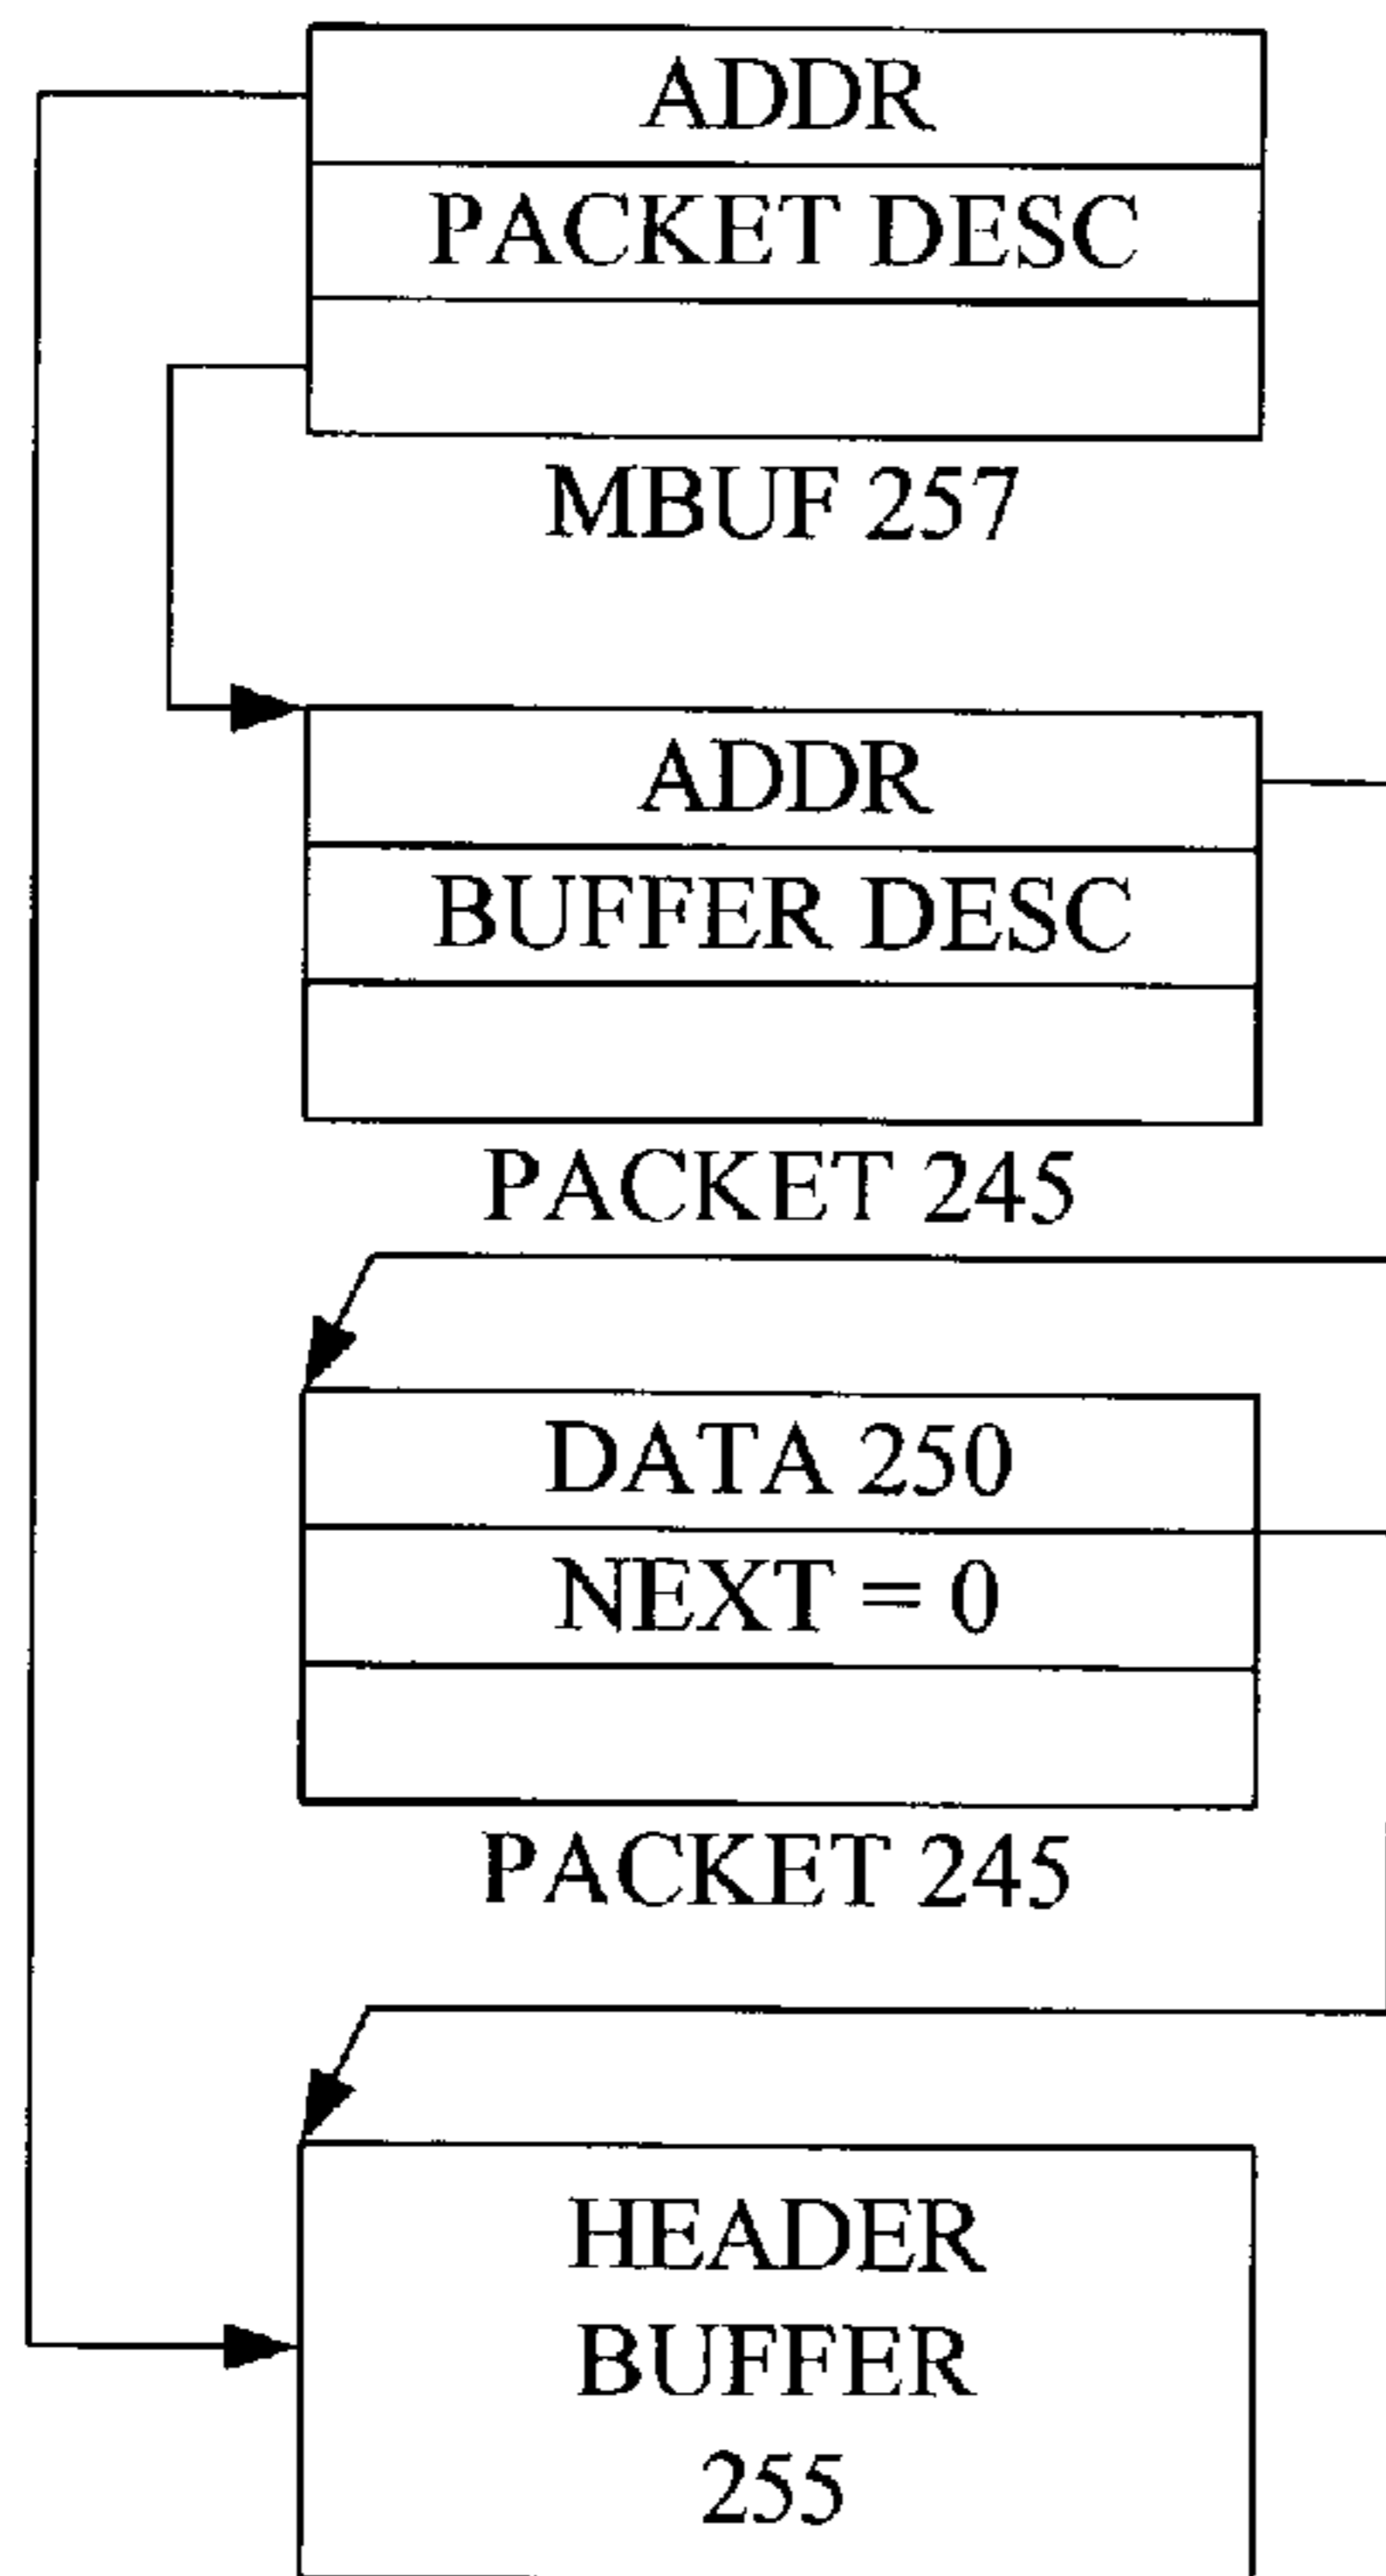 ADDR
PACKET DESC
MBUF 257
ADDR
BUFFER DESC
PACKET 245
DATA 250
NEXT = 0
PACKET 245
HEADER
BUFFER
255